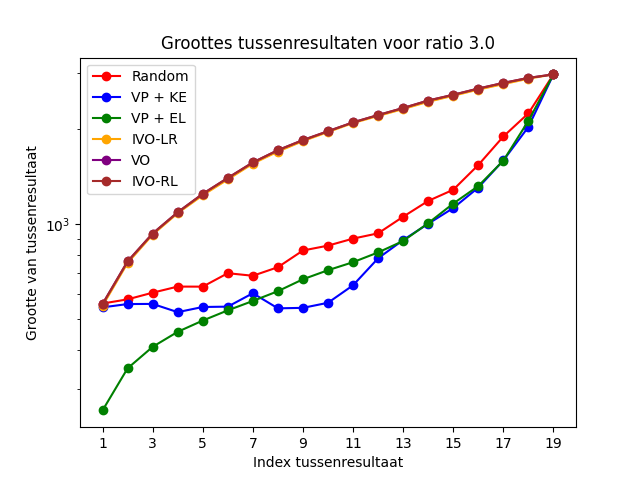 Groottes tussenresultaten voor ratio 3.0
Random
VP + KE
VP + EL
IVO-LR
VO
IVO-RL
Grootte van tussenresultaat
10³
1 3 5 7 9 11 13 15 17 19
Index tussenresultaat